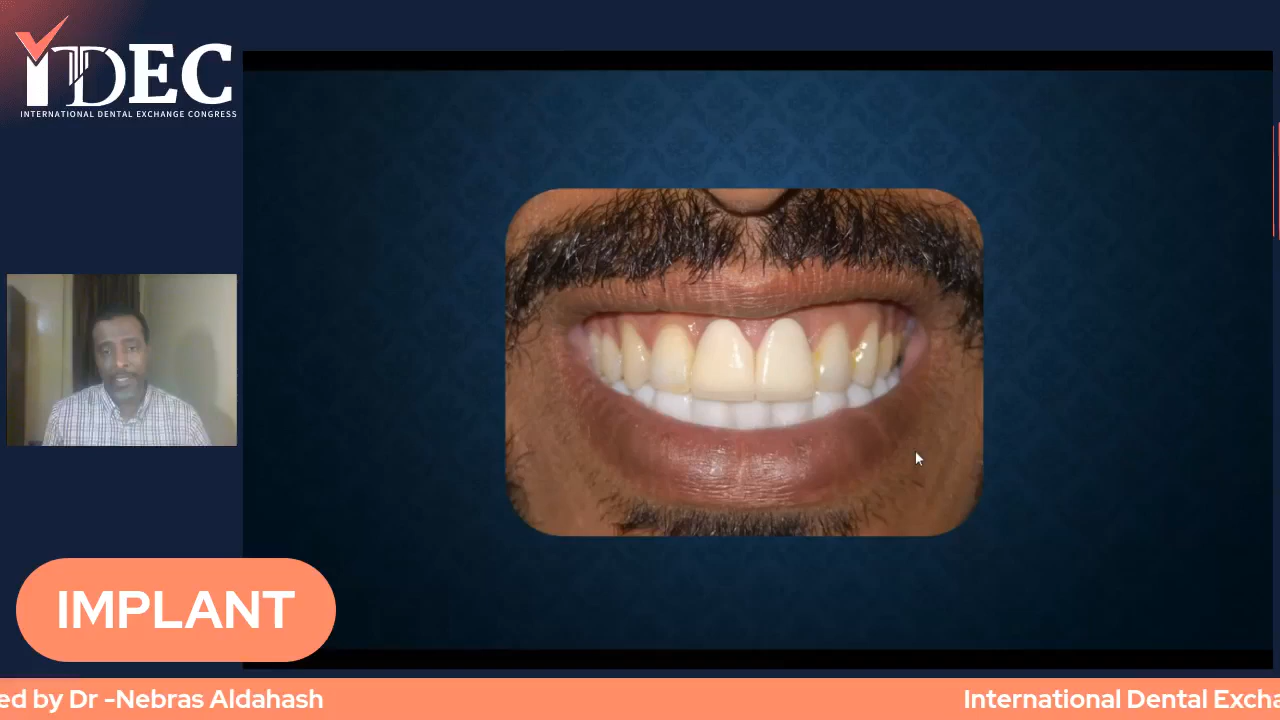 iDEC
INTERNATIONAL DENTAL EXCHANGE CONGRESS
IMPLANT
ed by Dr -Nebras Aldahash
International Dental Excha